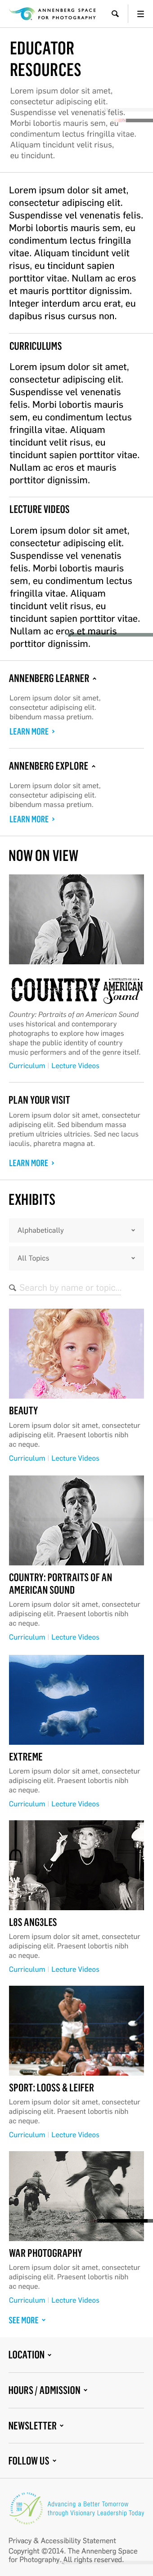 ANNENBERG SPACE
FOR PHOTOGRAPHY
EDUCATOR
RESOURCES
Lorem ipsum dolor sit amet,
consectetur adipiscing elit.
Suspendisse vel venenatis felis.
Morbi lobortis mauris sem, eu
condimentum lectus fringilla
vitae. Aliquam tincidunt velit risus,
eu tincidunt.
Lorem ipsum dolor sit amet,
consectetur adipiscing elit.
Suspendisse vel venenatis felis.
Morbi lobortis mauris sem, eu
condimentum lectus fringilla
vitae. Aliquam tincidunt velit
risus, eu tincidunt sapien
porttitor vitae. Nullam ac eros
et mauris porttitor dignissim.
Integer interdum arcu erat, eu
dapibus risus cursus non.
CURRICULUMS
Lorem ipsum dolor sit amet,
consectetur adipiscing elit.
Suspendisse vel venenatis
felis. Morbi lobortis mauris
sem, eu condimentum lectus
fringilla vitae. Aliquam
tincidunt velit risus, eu
tincidunt sapien porttitor vitae.
Nullam ac eros et mauris
porttitor dignissim.
LECTURE VIDEOS
Lorem ipsum dolor sit amet,
consectetur adipiscing elit.
Suspendisse vel venenatis
felis. Morbi lobortis mauris
sem, eu condimentum lectus
fringilla vitae. Aliquam
tincidunt velit risus, eu
tincidunt sapien porttitor vitae.
Nullam ac eros et mauris
porttitor dignissim.
ANNENBERG LEARNER
Lorem ipsum dolor sit amet,
consectetur adipiscing elit.
bibendum massa pretium.
LEARN MORE
ANNENBERG EXPLORE
Lorem ipsum dolor sit amet,
consectetur adipiscing elit.
bibendum massa pretium.
LEARN MORE
NOW ON VIEW
COUNTRY PORTRAITS OF AN AMERICAN Sound
Country: Portraits of an American Sound
uses historical and contemporary
photographs to explore how images
shape the public identity of country
music performers and of the genre itself.
Curriculum | Lecture Videos
PLAN YOUR VISIT
Lorem ipsum dolor sit amet, consectetur
adipiscing elit. Sed bibendum massa
pretium ultricies ultricies. Sed nec lacus
iaculis, pharetra magna at.
LEARN MORE
EXHIBITS
Alphabetically
All Topics
Search by name or topic...
BEAUTY
Lorem ipsum dolor sit amet, consectetur
adipiscing elit. Praesent lobortis nibh
ac neque.
Curriculum | Lecture Videos
COUNTRY: PORTRAITS OF AN
AMERICAN SOUND
Lorem ipsum dolor sit amet, consectetur
adipiscing elit. Praesent lobortis nibh
ac neque.
Curriculum | Lecture Videos
EXTREME
Lorem ipsum dolor sit amet, consectetur
adipiscing elit. Praesent lobortis nibh
ac neque.
Curriculum | Lecture Videos
L8S ANG3LES
Lorem ipsum dolor sit amet, consectetur
adipiscing elit. Praesent lobortis nibh
ac neque.
Curriculum | Lecture Videos
SPORT: LOOSS & LEIFER
Lorem ipsum dolor sit amet, consectetur
adipiscing elit. Praesent lobortis nibh
ac neque.
Curriculum | Lecture Videos
WAR PHOTOGRAPHY
Lorem ipsum dolor sit amet, consectetur
adipiscing elit. Praesent lobortis nibh
ac neque.
Curriculum | Lecture Videos
SEE MORE
LOCATION
HOURS / ADMISSION
NEWSLETTER
FOLLOW US
Advancing a Better Tomorrow
through Visionary Leadership Today
Privacy & Accessibility Statement
Copyright ©2014. The Annenberg Space
for Photography. All rights reserved.